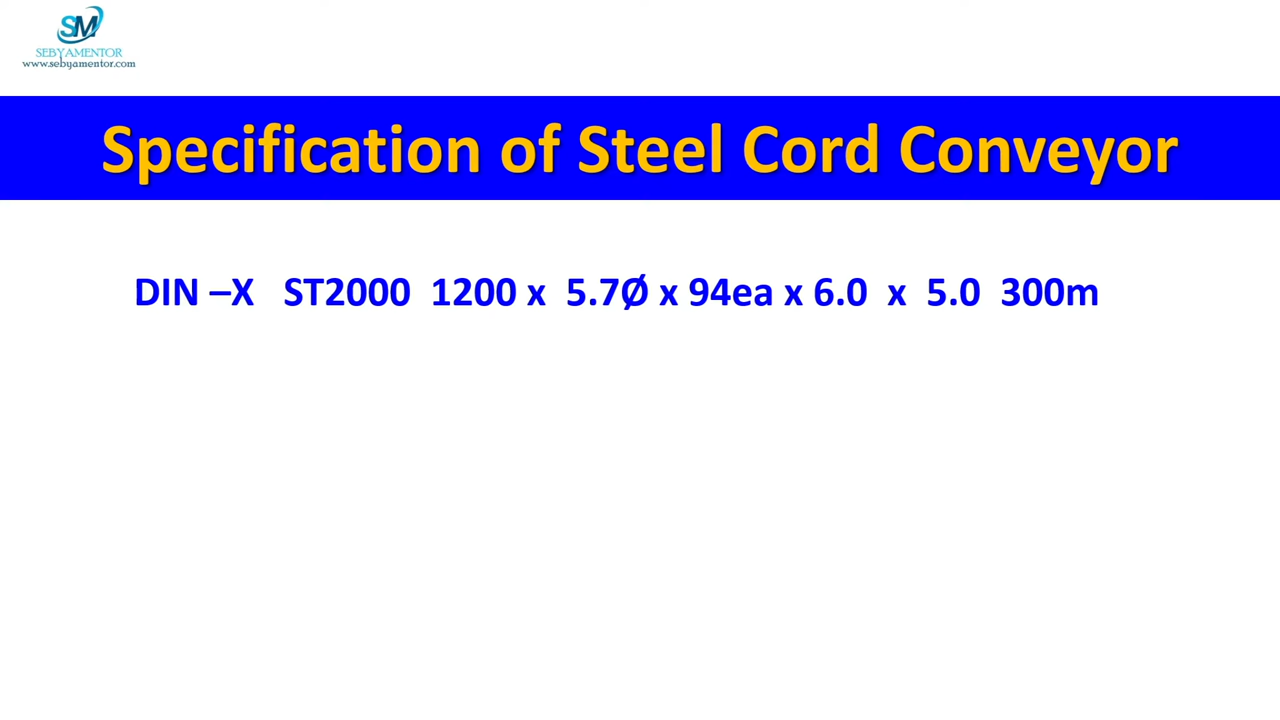 SM
SEBYAMENTOR
www.sebyamentor.com
Specification of Steel Cord Conveyor
DIN –X ST2000 1200 x 5.7Ø x 94ea x 6.0 x 5.0 300m